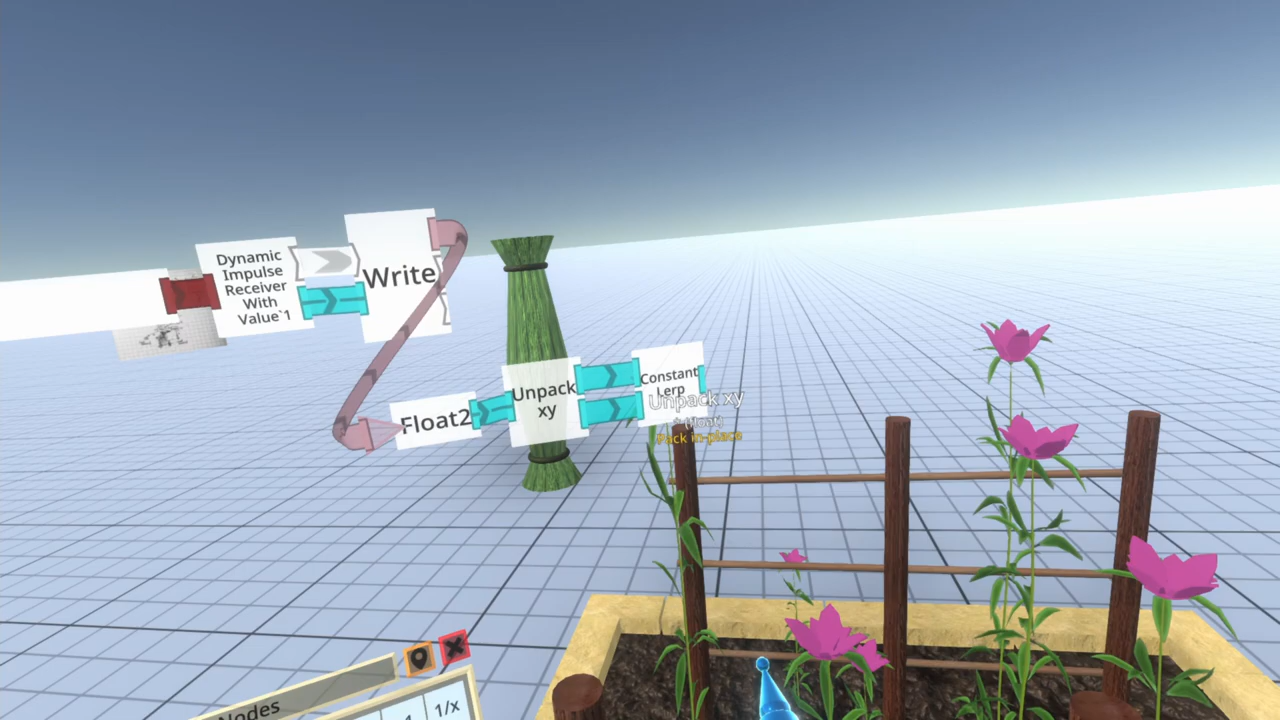 Dynamic
Impulse
Receiver
With
Value`1
Write
Float2
Unpack
xy
Constant
Lerp
Unpack xy
* (float)
Pack in-place
Nodes
1/x